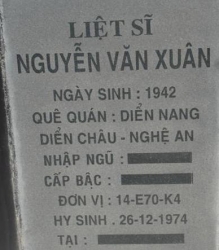 LIỆT SĨ
NGUYỄN VĂN XUÂN
NGÀY SINH : 1942
QUÊ QUÁN : DIỄN NANG
DIỄN CHÂU - NGHỆ AN
NHẬP NGŨ :
CẤP BẬC :
ĐƠN VỊ : 14-E70-K4
HY SINH . 26-12-1974
TẠI :